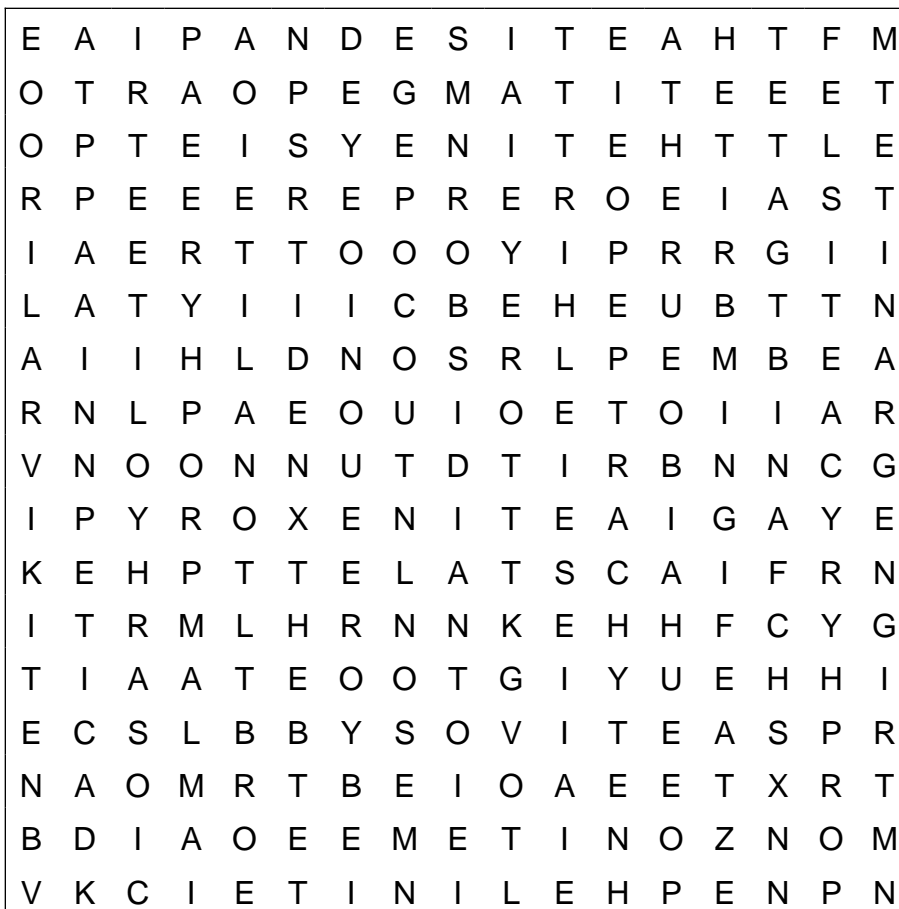 E A I P A N D E S I T E A H T F M
O T R A O P E G M A T I T E E E T
O P T E I S Y E N I T E H T T L E
R P E E E R E P R E R O E I A S T
I A E R T T O O O Y I P R R G I I
L A T Y I I I C B E H E U B T T N
A I I H L D N O S R L P E M B E A
R N L P A E O U I O E T O I I A R
V N O O N N U T D T I R B N N C G
I P Y R O X E N I T E A I G A Y E
K E H P T T E L A T S C A I F R N
I T R M L H R N N K E H H F C Y G
T I A A T E O O T G I Y U E H H I
E C S L B B Y S O V I T E A S P R
N A O M R T B E I O A E E T X R T
B D I A O E E M E T I N O Z N O M
V K C I E T I N I L E H P E N P N